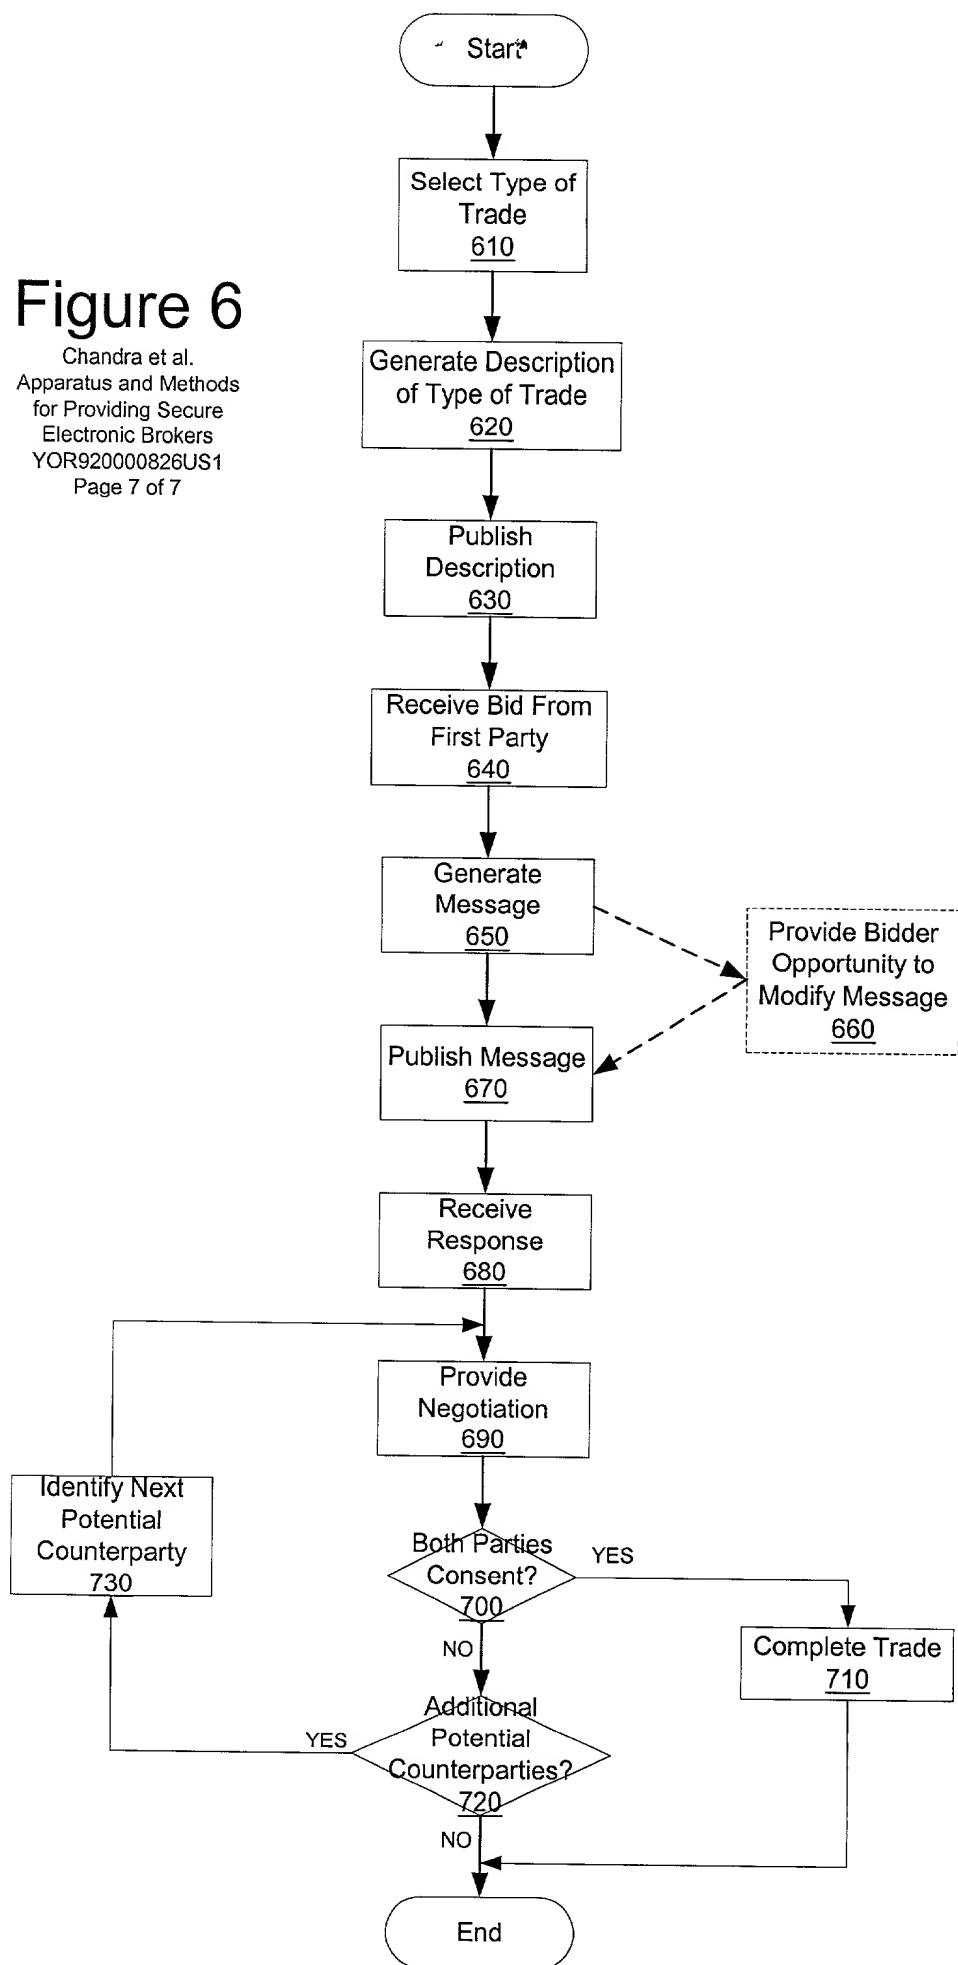 Start
Select Type of
Trade
610
Figure 6
Chandra et al.
Apparatus and Methods
for Providing Secure
Electronic Brokers
YOR920000826US1
Page 7 of 7
Generate Description
of Type of Trade
620
Publish
Description
630
Receive Bid From
First Party
640
Generate
Message
650
Provide Bidder
Opportunity to
Modify Message
660
Publish Message
670
Receive
Response
680
Provide
Negotiation
690
Identify Next
Potential
Counterparty
730
Both Parties
Consent?
700
YES
NO
Complete Trade
710
Additional
Potential
Counterparties?
720
YES
NO
End